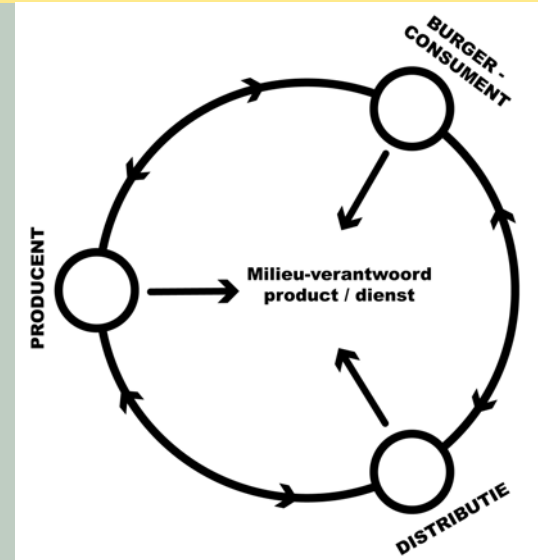 BURGER -
CONSUMENT
PRODUCENT
Milieu-verantwoord
product / dienst
DISTRIBUTIE